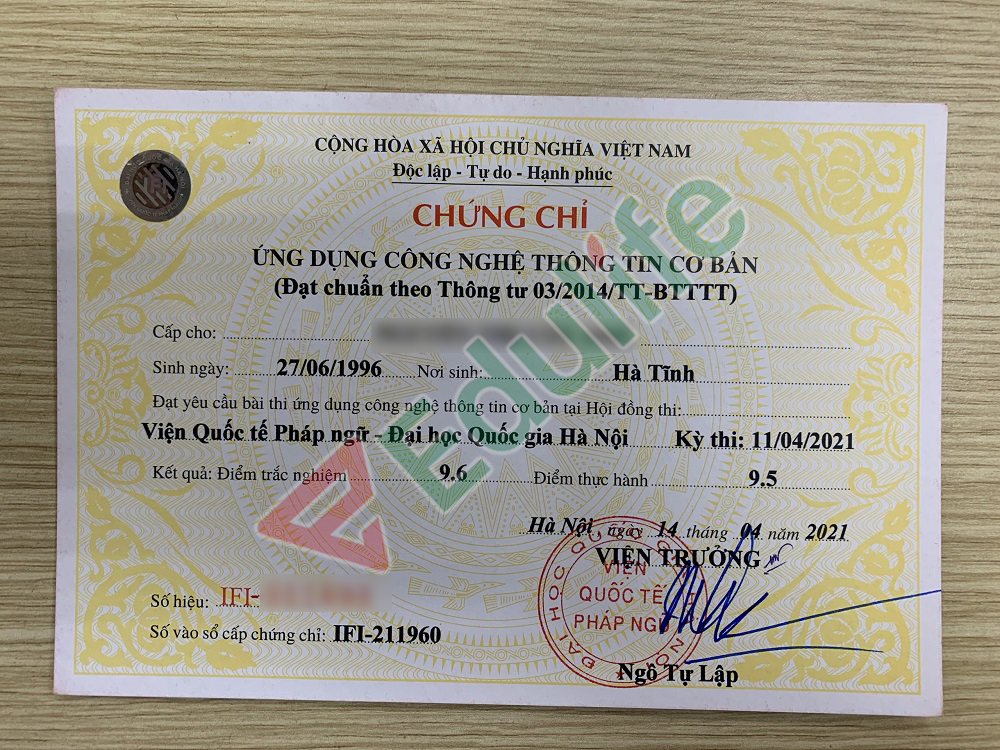 CỘNG HÒA XÃ HỘI CHỦ NGHĨA VIỆT NAM
Độc lập - Tự do - Hạnh phúc
CHỨNG CHỈ
ỨNG DỤNG CÔNG NGHỆ THÔNG TIN CƠ BẢN
(Đạt chuẩn theo Thông tư 03/2014/TT-BTTTT)
Cấp cho:
Sinh ngày: 27/06/1996 Nơi sinh: Hà Tĩnh
Đạt yêu cầu bài thi ứng dụng công nghệ thông tin cơ bản tại Hội đồng thi:
Viện Quốc tế Pháp ngữ - Đại học Quốc gia Hà Nội Kỳ thi: 11/04/2021
Kết quả: Điểm trắc nghiệm 9.6 Điểm thực hành 9.5
Hà Nội, ngày 14 tháng 04 năm 2021
VIỆN TRƯỞNG
VIỆN
QUỐC TẾ
PHÁP NGỮ
ĐẠI HỌC
Số hiệu: IFI-
Số vào sổ cấp chứng chỉ: IFI-211960
Ngô Tự Lập
Edulife